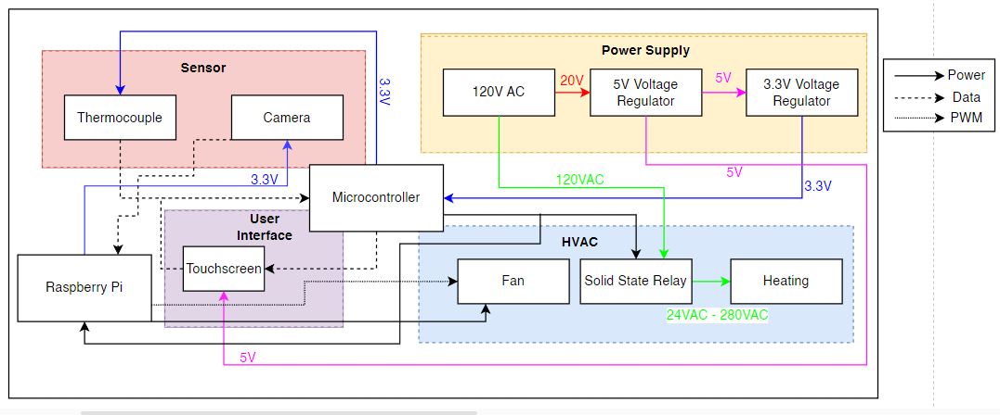 Power Supply
Sensor
120V AC
20V
5V Voltage
Regulator
5V
3.3V Voltage
Regulator
Power
Data
PWM
3.3V
Thermocouple
Camera
3.3V
Microcontroller
120VAC
5V
3.3V
User
Interface
HVAC
Touchscreen
Raspberry Pi
Fan
Solid State Relay
Heating
24VAC - 280VAC
5V